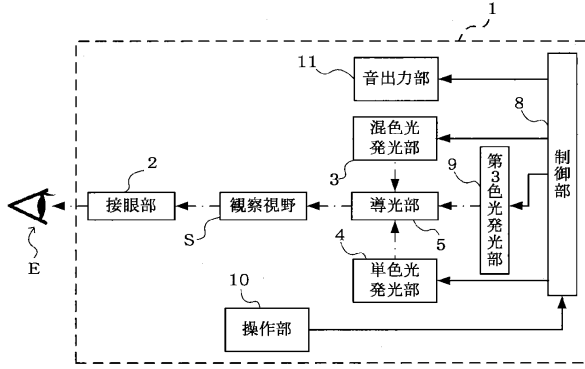 1
11
音出力部
8
混色光
発光部
3
制御部
2
9
第3色光発光部
接眼部
観察視野
導光部
E
S
4
5
単色光
発光部
10
操作部